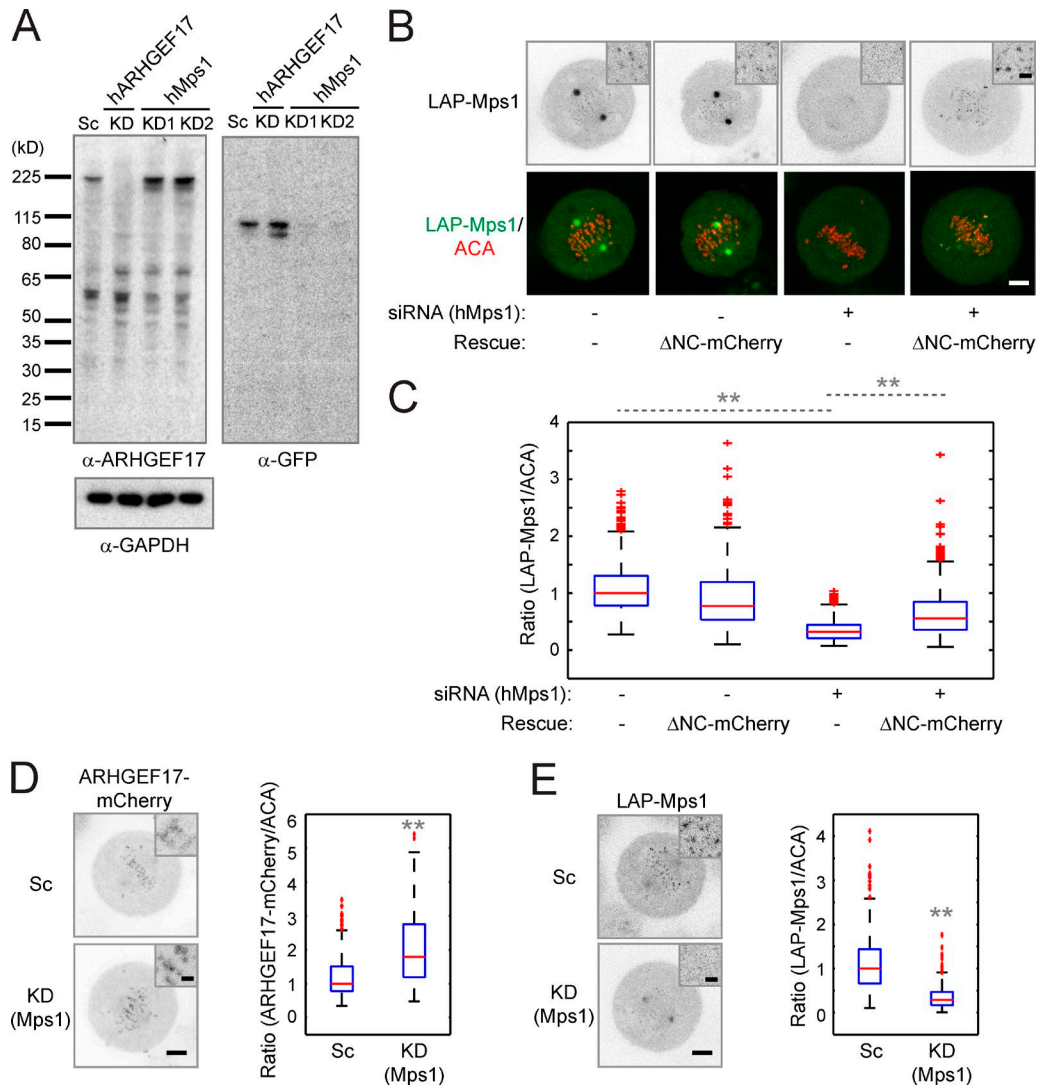 A
hARHGEF17
hMps1
hARHGEF17
hMps1
Sc KD KD1 KD2
Sc KD KD1 KD2
(kD)
225
115
80
65
50
35
30
25
15
α-ARHGEF17
α-GFP
α-GAPDH
B
LAP-Mps1
LAP-Mps1/
ACA
siRNA (hMps1): - - + +
Rescue: - ΔNC-mCherry - ΔNC-mCherry
C
** **
Ratio (LAP-Mps1/ACA)
4
3
2
1
0
siRNA (hMps1): - - + +
Rescue: - ΔNC-mCherry - ΔNC-mCherry
D
ARHGEF17-
mCherry
Sc
KD
(Mps1)
Ratio (ARHGEF17-mCherry/ACA)
6
5
4
3
2
1
0
**
Sc KD
(Mps1)
E
LAP-Mps1
Sc
KD
(Mps1)
Ratio (LAP-Mps1/ACA)
4
3
2
1
0
**
Sc KD
(Mps1)